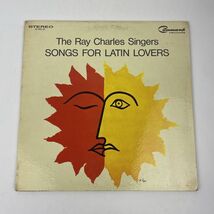 STEREO
Command
The Ray Charles Singers
SONGS FOR LATIN LOVERS